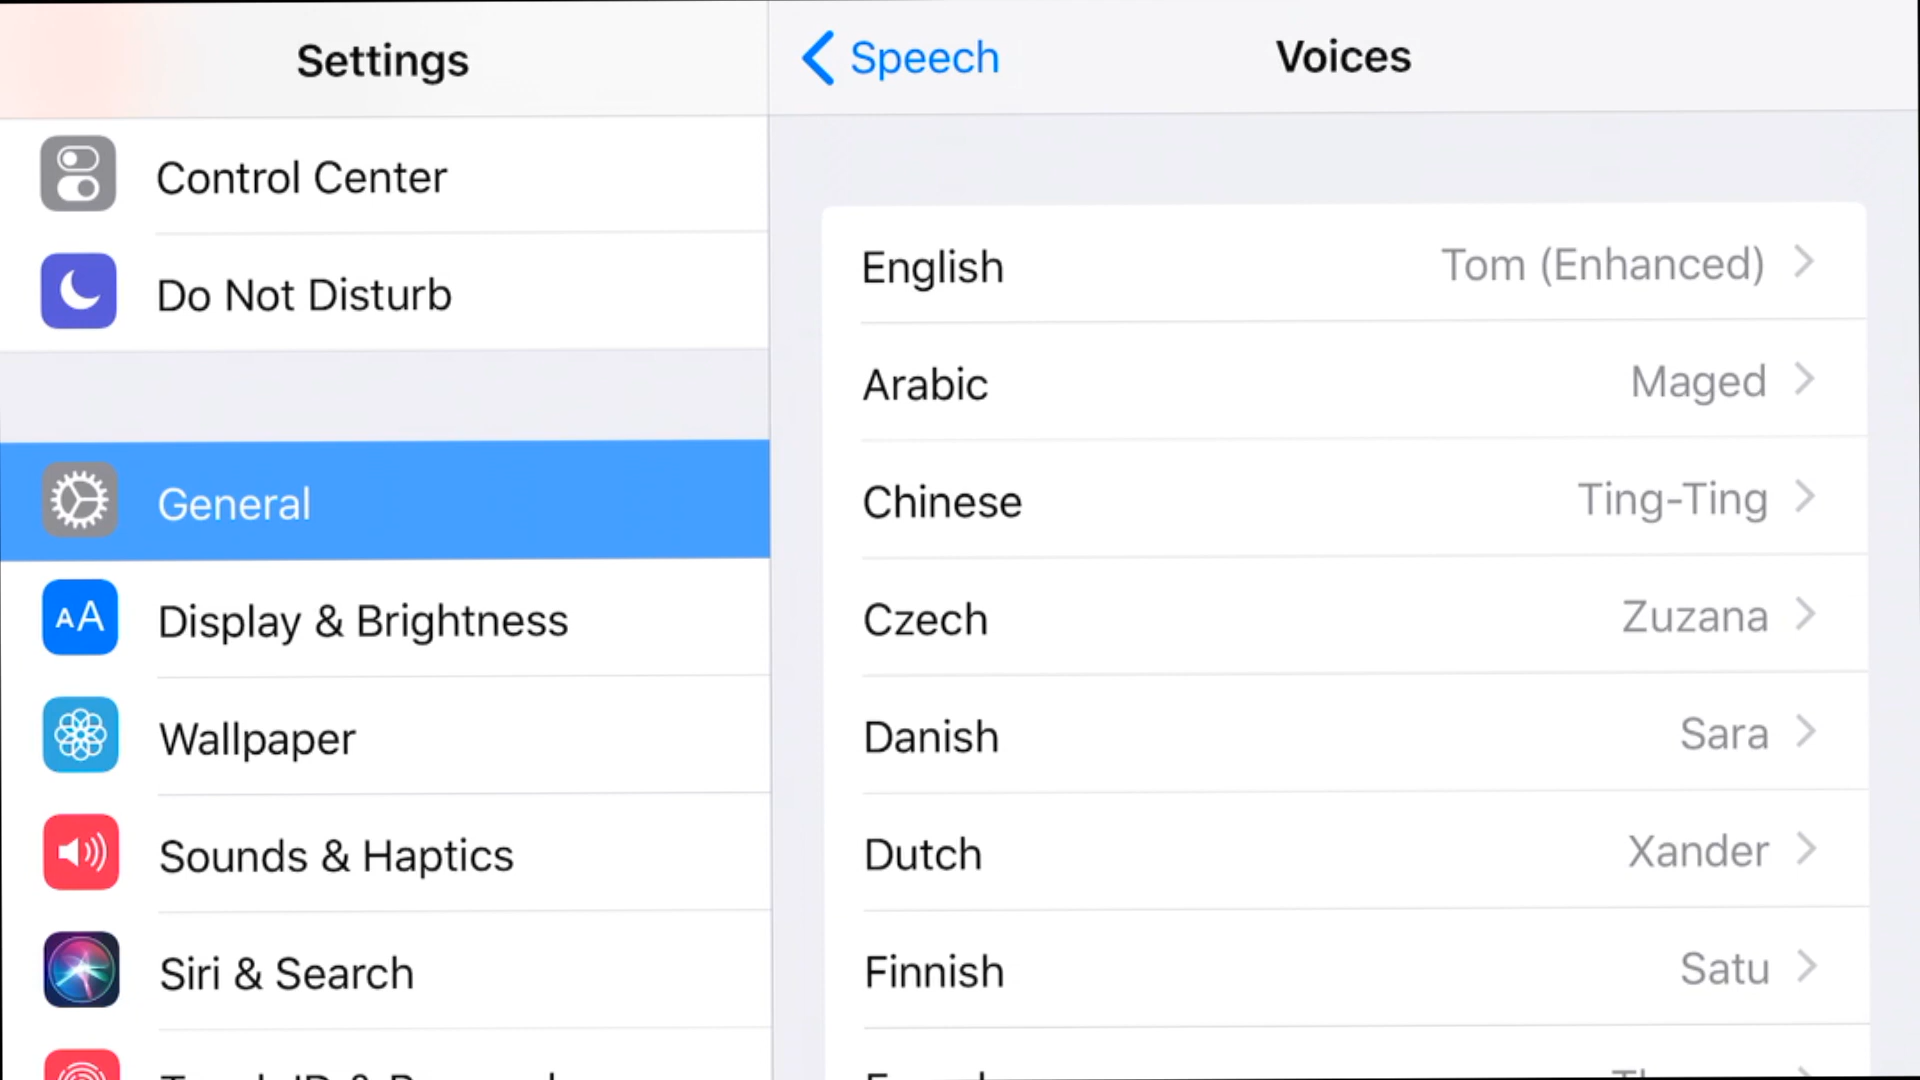 Settings
Control Center
Do Not Disturb
General
AA
Display & Brightness
Wallpaper
Sounds & Haptics
Siri & Search
Speech
Voices
English
Tom (Enhanced)
Arabic
Maged
Chinese
Ting-Ting
Czech
Zuzana
Danish
Sara
Dutch
Xander
Finnish
Satu